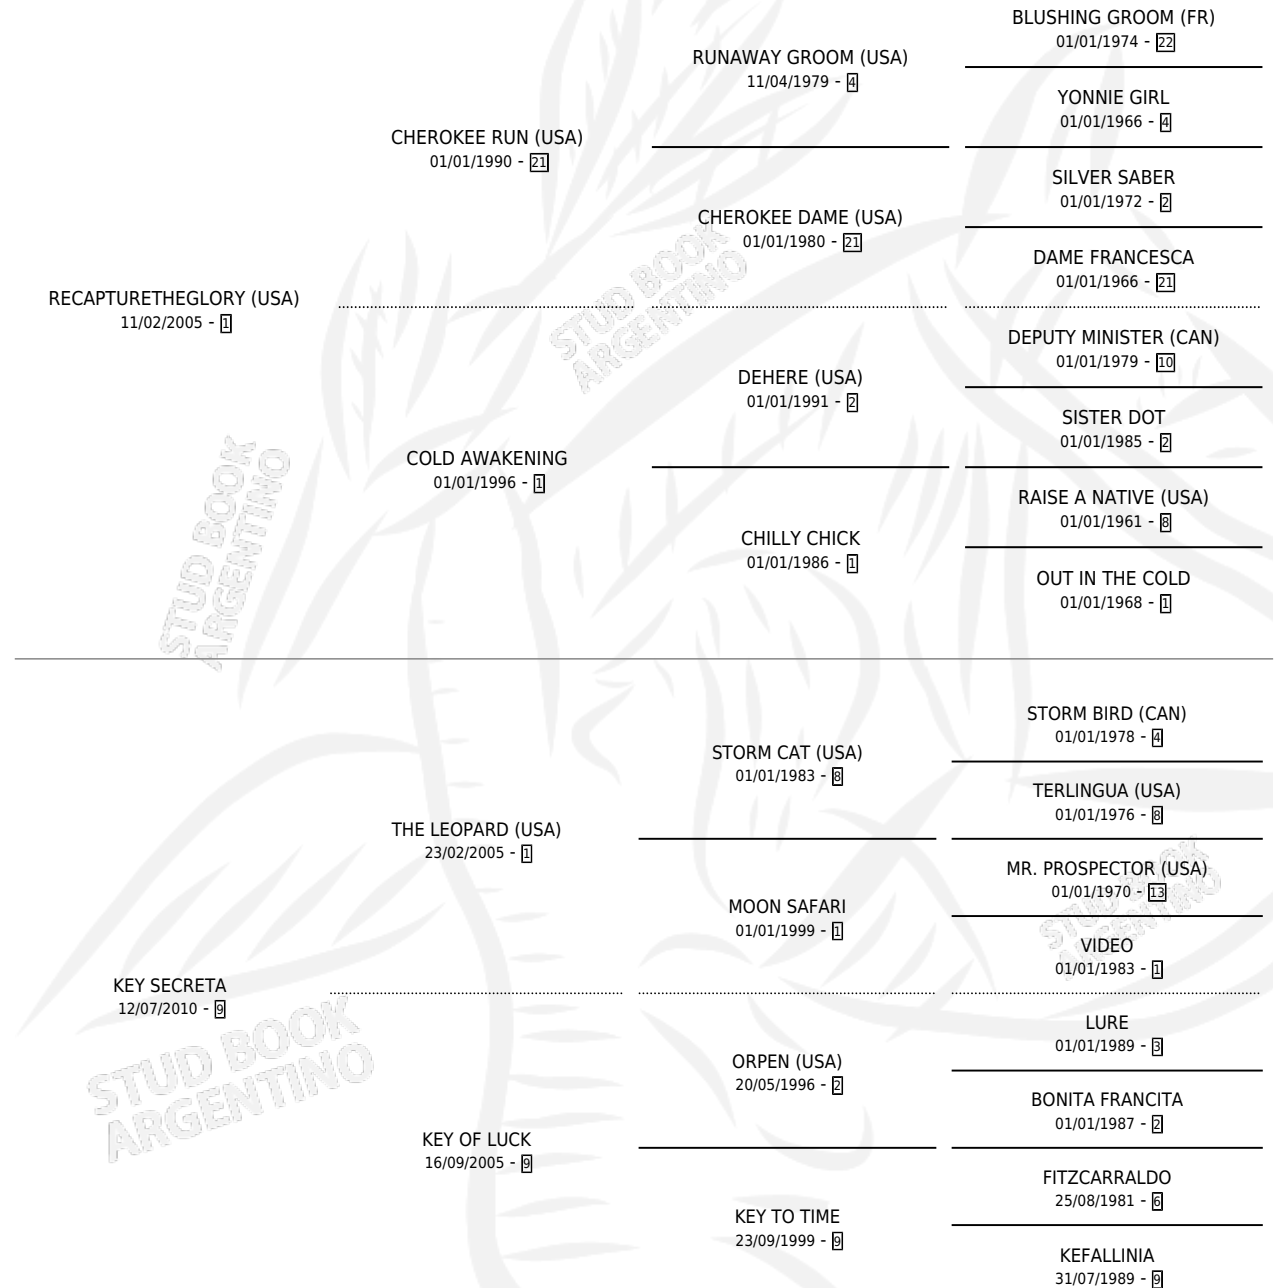 BLUSHING GROOM (FR)
01/01/1974 - 22
RUNAWAY GROOM (USA)
11/04/1979 - 4
YONNIE GIRL
01/01/1966 - 4
CHEROKEE RUN (USA)
01/01/1990 - 21
SILVER SABER
01/01/1972 - 2
CHEROKEE DAME (USA)
01/01/1980 - 21
DAME FRANCESCA
01/01/1966 - 21
RECAPTURETHEGLORY (USA)
11/02/2005 - 1
DEPUTY MINISTER (CAN)
01/01/1979 - 10
DEHERE (USA)
01/01/1991 - 2
SISTER DOT
01/01/1985 - 2
COLD AWAKENING
01/01/1996 - 1
RAISE A NATIVE (USA)
01/01/1961 - 8
CHILLY CHICK
01/01/1986 - 1
OUT IN THE COLD
01/01/1968 - 1
STORM BIRD (CAN)
01/01/1978 - 4
STORM CAT (USA)
01/01/1983 - 8
TERLINGUA (USA)
01/01/1976 - 8
THE LEOPARD (USA)
23/02/2005 - 1
MR. PROSPECTOR (USA)
01/01/1970 - 13
MOON SAFARI
01/01/1999 - 1
VIDEO
01/01/1983 - 1
KEY SECRETA
12/07/2010 - 9
LURE
01/01/1989 - 3
ORPEN (USA)
20/05/1996 - 2
BONITA FRANCITA
01/01/1987 - 2
KEY OF LUCK
16/09/2005 - 9
FITZCARRALDO
25/08/1981 - 6
KEY TO TIME
23/09/1999 - 9
KEFALLINIA
31/07/1989 - 9
STUD BOOK
ARGENTINO
STUD BOOK
ARGENTINO
STUD BOOK
ARGENTINO
STUD BOOK
ARGENTINO